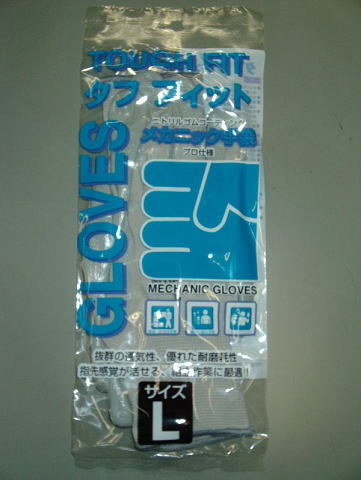 TOUGH FIT
タフ フィット
GLOVES
ニトリルゴムコーティング
メカニック手袋
プロ仕様
MECHANIC GLOVES
抜群の通気性、優れた耐磨耗性
指先感覚が活せる、組立作業に最適!
サイズ
L